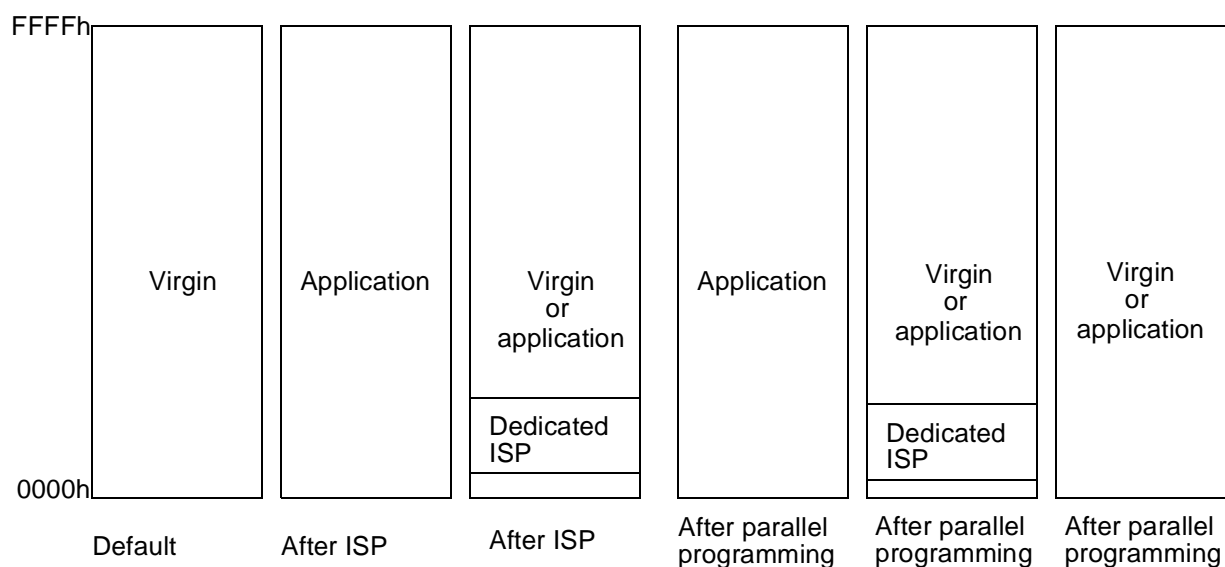 FFFFh
Virgin
Application
Virgin
or
application
Application
Virgin
or
application
Virgin
or
application
Dedicated
ISP
Dedicated
ISP
0000h
Default
After ISP
After ISP
After parallel
programming
After parallel
programming
After parallel
programming